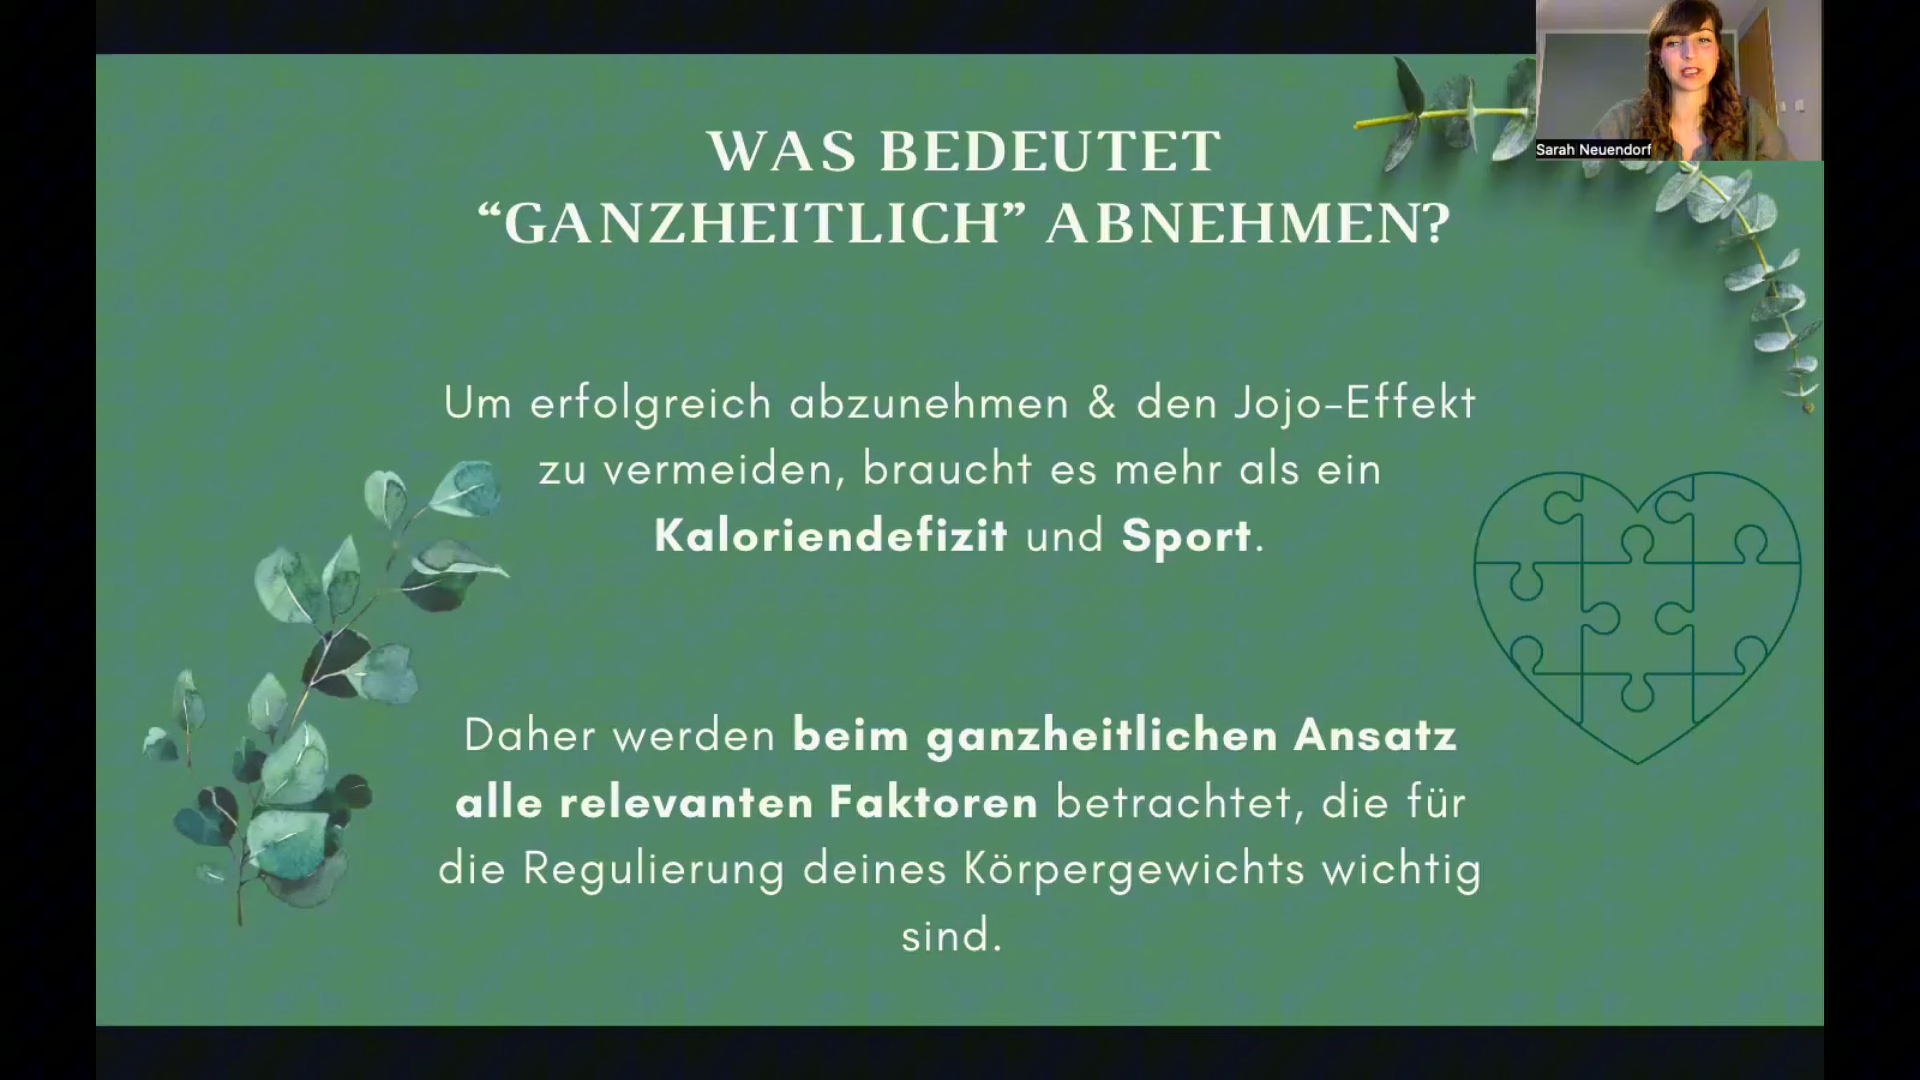 WAS BEDEUTET
“GANZHEITLICH” ABNEHMEN?
Sarah Neuendorf
Um erfolgreich abzunehmen & den Jojo-Effekt
zu vermeiden, braucht es mehr als ein
Kaloriendefizit und Sport.
Daher werden beim ganzheitlichen Ansatz
alle relevanten Faktoren betrachtet, die für
die Regulierung deines Körpergewichts wichtig
sind.